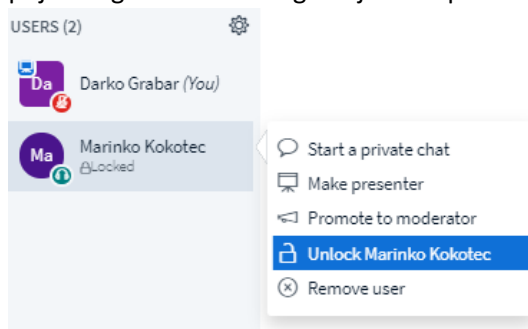 USERS (2)
Da
Darko Grabar (You)
Ma
Marinko Kokotec
Locked
Start a private chat
Make presenter
Promote to moderator
Unlock Marinko Kokotec
Remove user